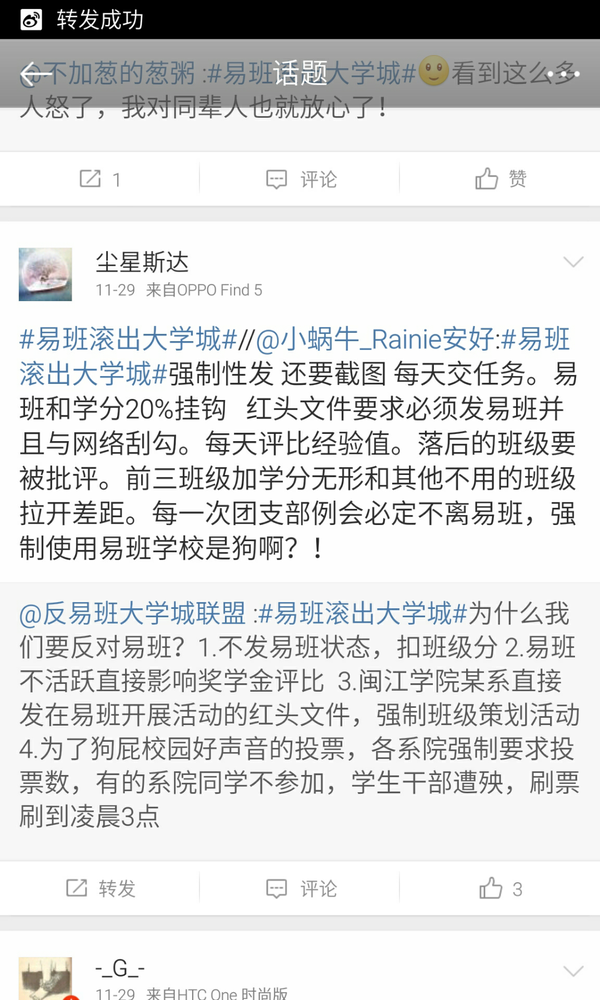 转发成功
话题
@不加葱的葱粥 :#易班滚出大学城#看到这么多
人怒了，我对同辈人也就放心了！
1 评论 赞
尘星斯达
11-29 来自OPPO Find 5
#易班滚出大学城#//@小蜗牛_Rainie安好:#易班
滚出大学城#强制性发 还要截图 每天交任务。易
班和学分20%挂钩 红头文件要求必须发易班并
且与网络刮勾。每天评比经验值。落后的班级要
被批评。前三班级加学分无形和其他不用的班级
拉开差距。每一次团支部例会必定不离易班，强
制使用易班学校是狗啊？！
@反易班大学城联盟 :#易班滚出大学城#为什么我
们要反对易班？1.不发易班状态，扣班级分 2.易班
不活跃直接影响奖学金评比 3.闽江学院某系直接
发在易班开展活动的红头文件，强制班级策划活动
4.为了狗屁校园好声音的投票，各系院强制要求投
票数，有的系院同学不参加，学生干部遭殃，刷票
刷到凌晨3点
转发 评论 3
-_G_-
11-29 来自HTC One 时尚版